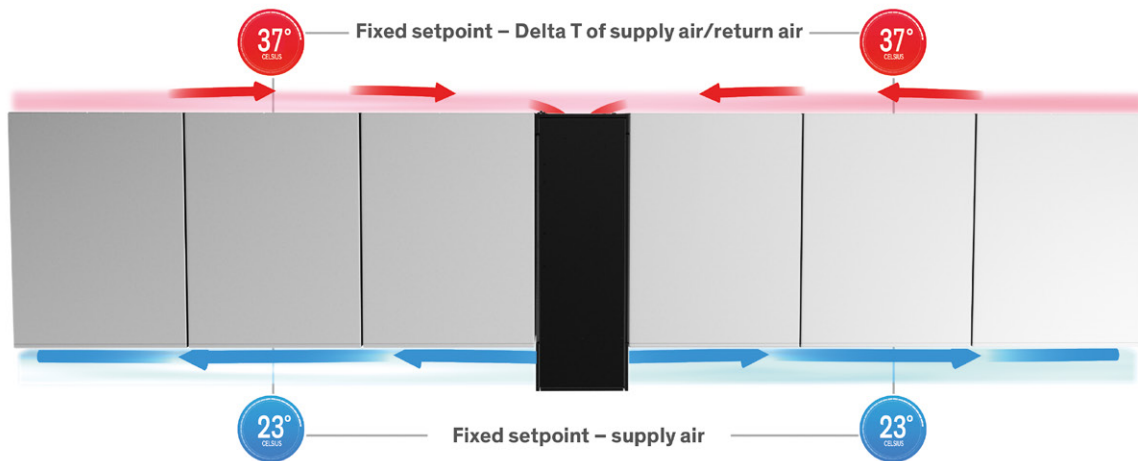 37°
CELSIUS
Fixed setpoint – Delta T of supply air/return air
37°
CELSIUS
23°
CELSIUS
Fixed setpoint – supply air
23°
CELSIUS